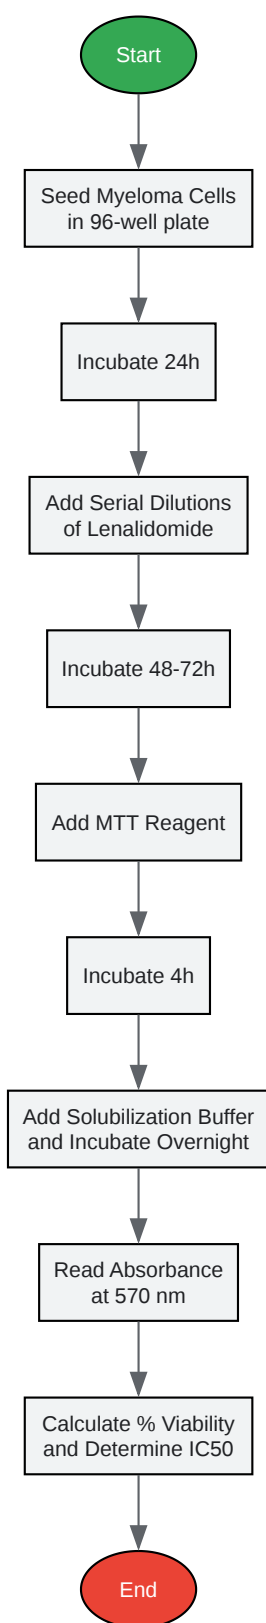 Start
Seed Myeloma Cells
in 96-well plate
Incubate 24h
Add Serial Dilutions
of Lenalidomide
Incubate 48-72h
Add MTT Reagent
Incubate 4h
Add Solubilization Buffer
and Incubate Overnight
Read Absorbance
at 570 nm
Calculate % Viability
and Determine IC50
End